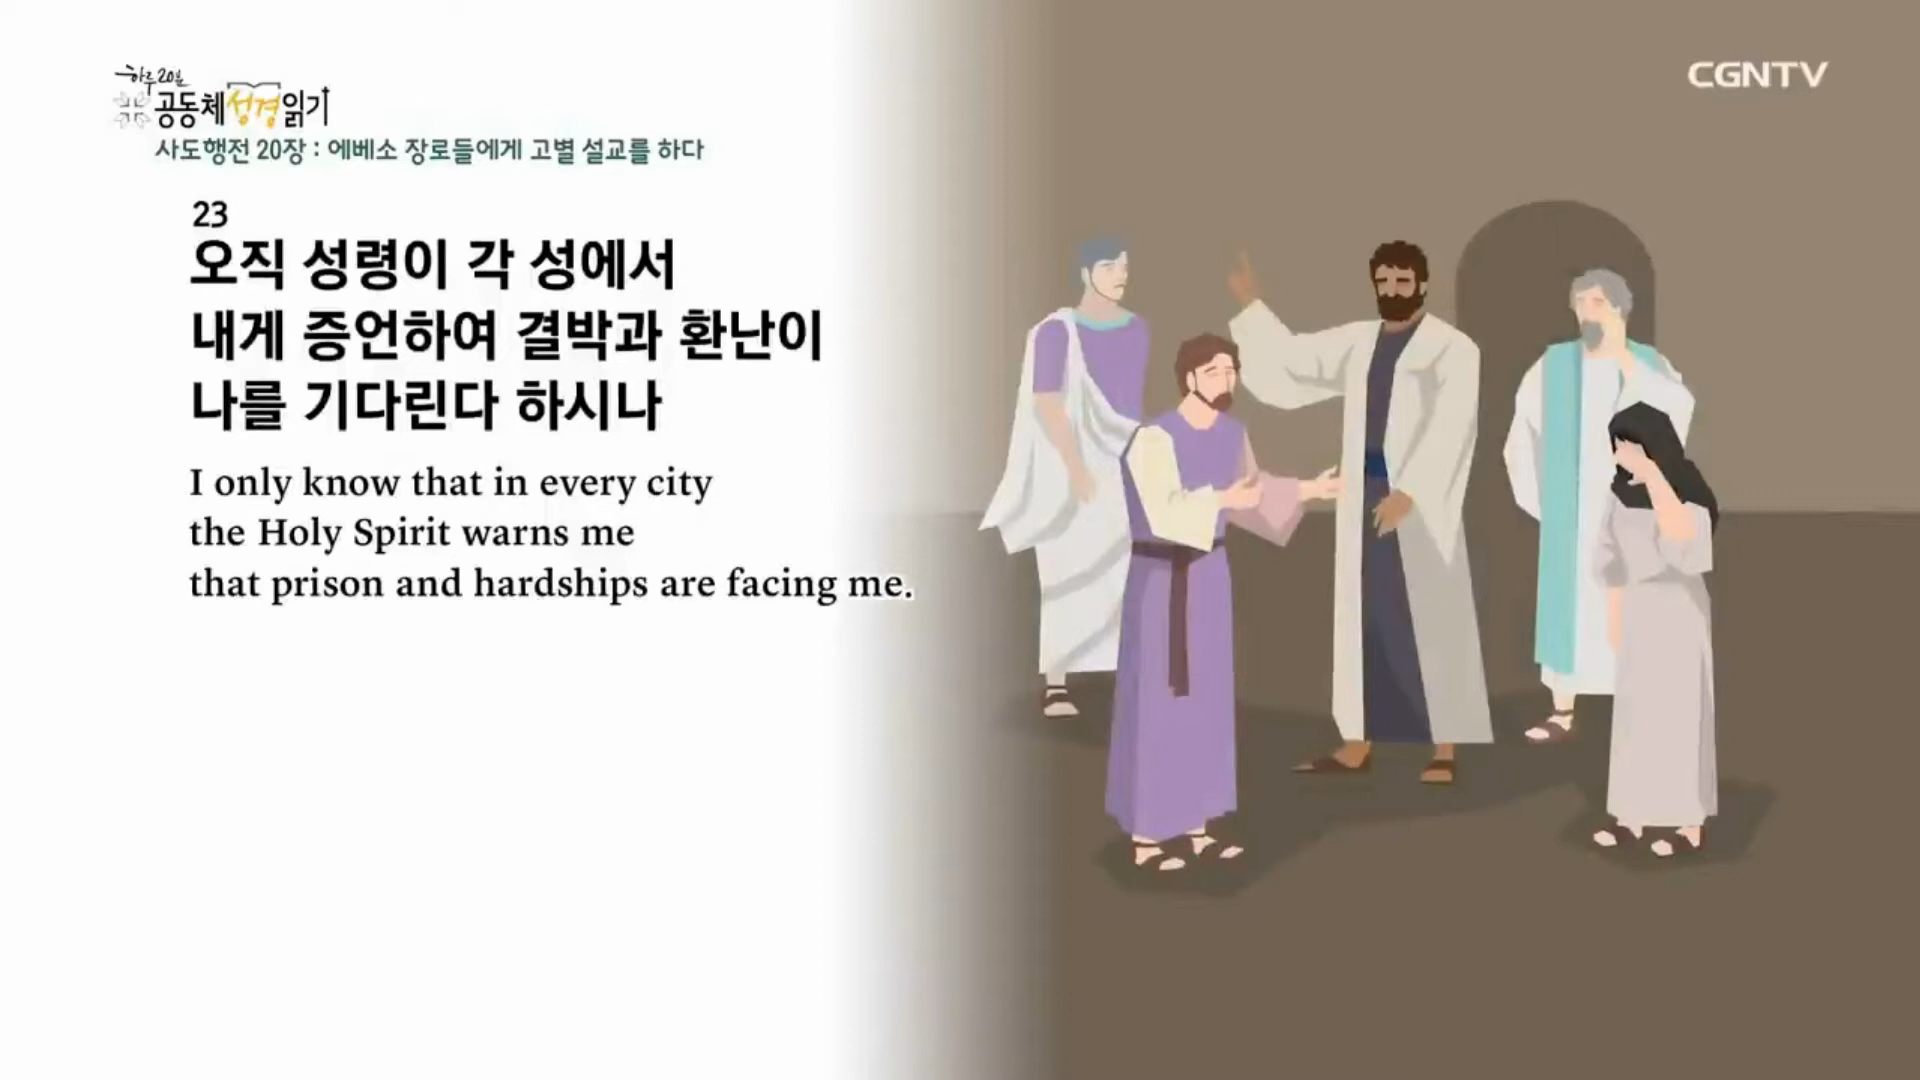 하루 20분
공동체성경읽기
CGNTV
사도행전 20장 : 에베소 장로들에게 고별 설교를 하다
23
오직 성령이 각 성에서
내게 증언하여 결박과 환난이
나를 기다린다 하시나
I only know that in every city
the Holy Spirit warns me
that prison and hardships are facing me.